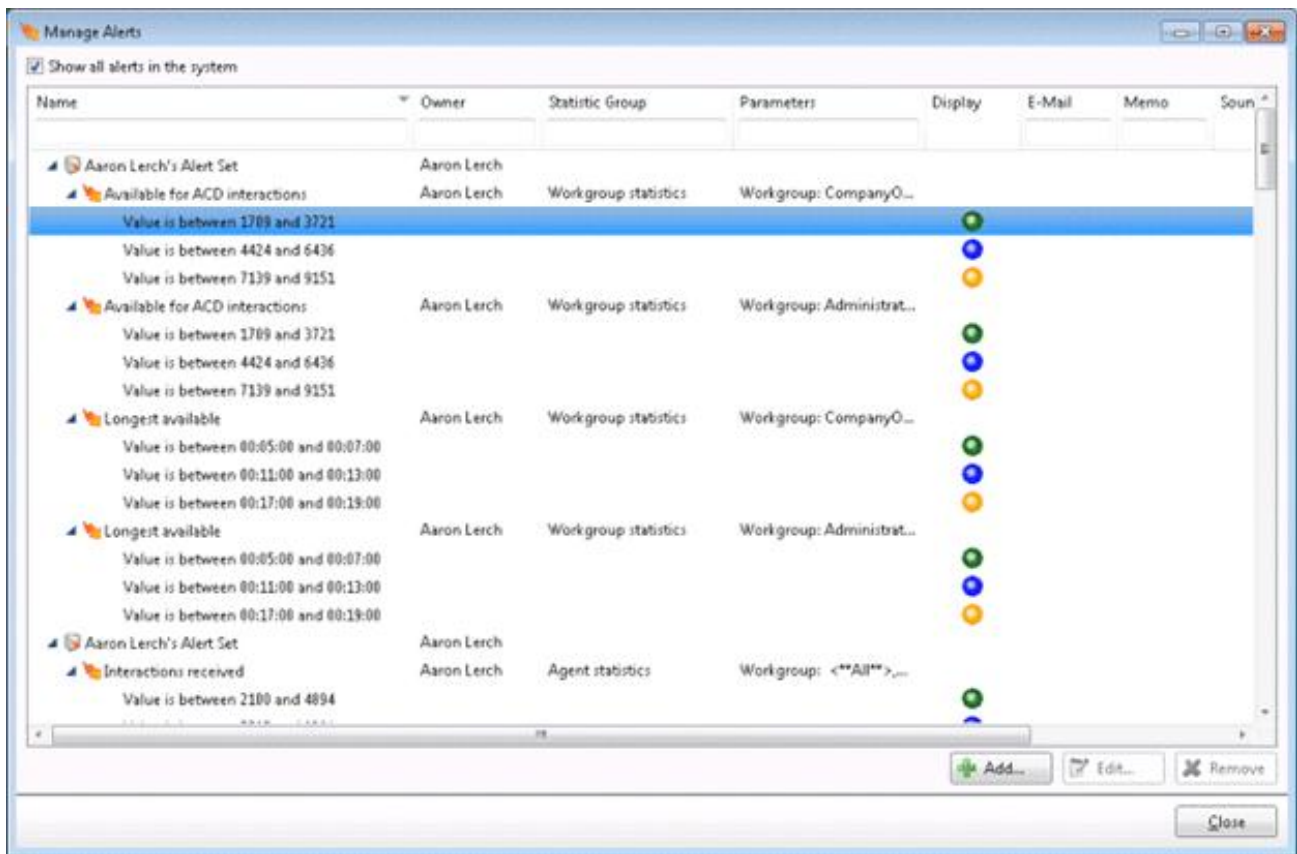 Manage Alerts
Show all alerts in the system
Name Owner Statistic Group Parameters Display E-Mail Memo Soun
Aaron Lerch's Alert Set Aaron Lerch
Available for ACD interactions Aaron Lerch Workgroup statistics Workgroup: CompanyO...
Value is between 1789 and 3721
Value is between 4424 and 6436
Value is between 7139 and 9151
Available for ACD interactions Aaron Lerch Workgroup statistics Workgroup: Administrat...
Value is between 1789 and 3721
Value is between 4424 and 6436
Value is between 7139 and 9151
Longest available Aaron Lerch Workgroup statistics Workgroup: CompanyO...
Value is between 00:05:00 and 00:07:00
Value is between 00:11:00 and 00:13:00
Value is between 00:17:00 and 00:19:00
Longest available Aaron Lerch Workgroup statistics Workgroup: Administrat...
Value is between 00:05:00 and 00:07:00
Value is between 00:11:00 and 00:13:00
Value is between 00:17:00 and 00:19:00
Aaron Lerch's Alert Set Aaron Lerch
Interactions received Aaron Lerch Agent statistics Workgroup: <**All**>,...
Value is between 2180 and 4894
Add... Edit... Remove
Close